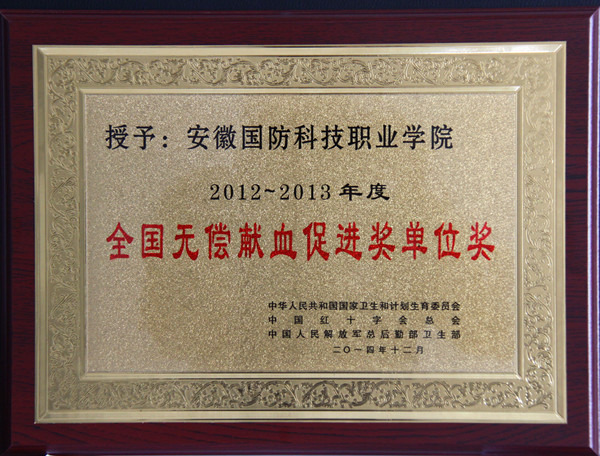 授予：安徽国防科技职业学院
2012~2013年度
全国无偿献血促进奖单位奖
中华人民共和国国家卫生和计划生育委员会
中国红十字会总会
中国人民解放军总后勤部卫生部
二〇一四年十二月